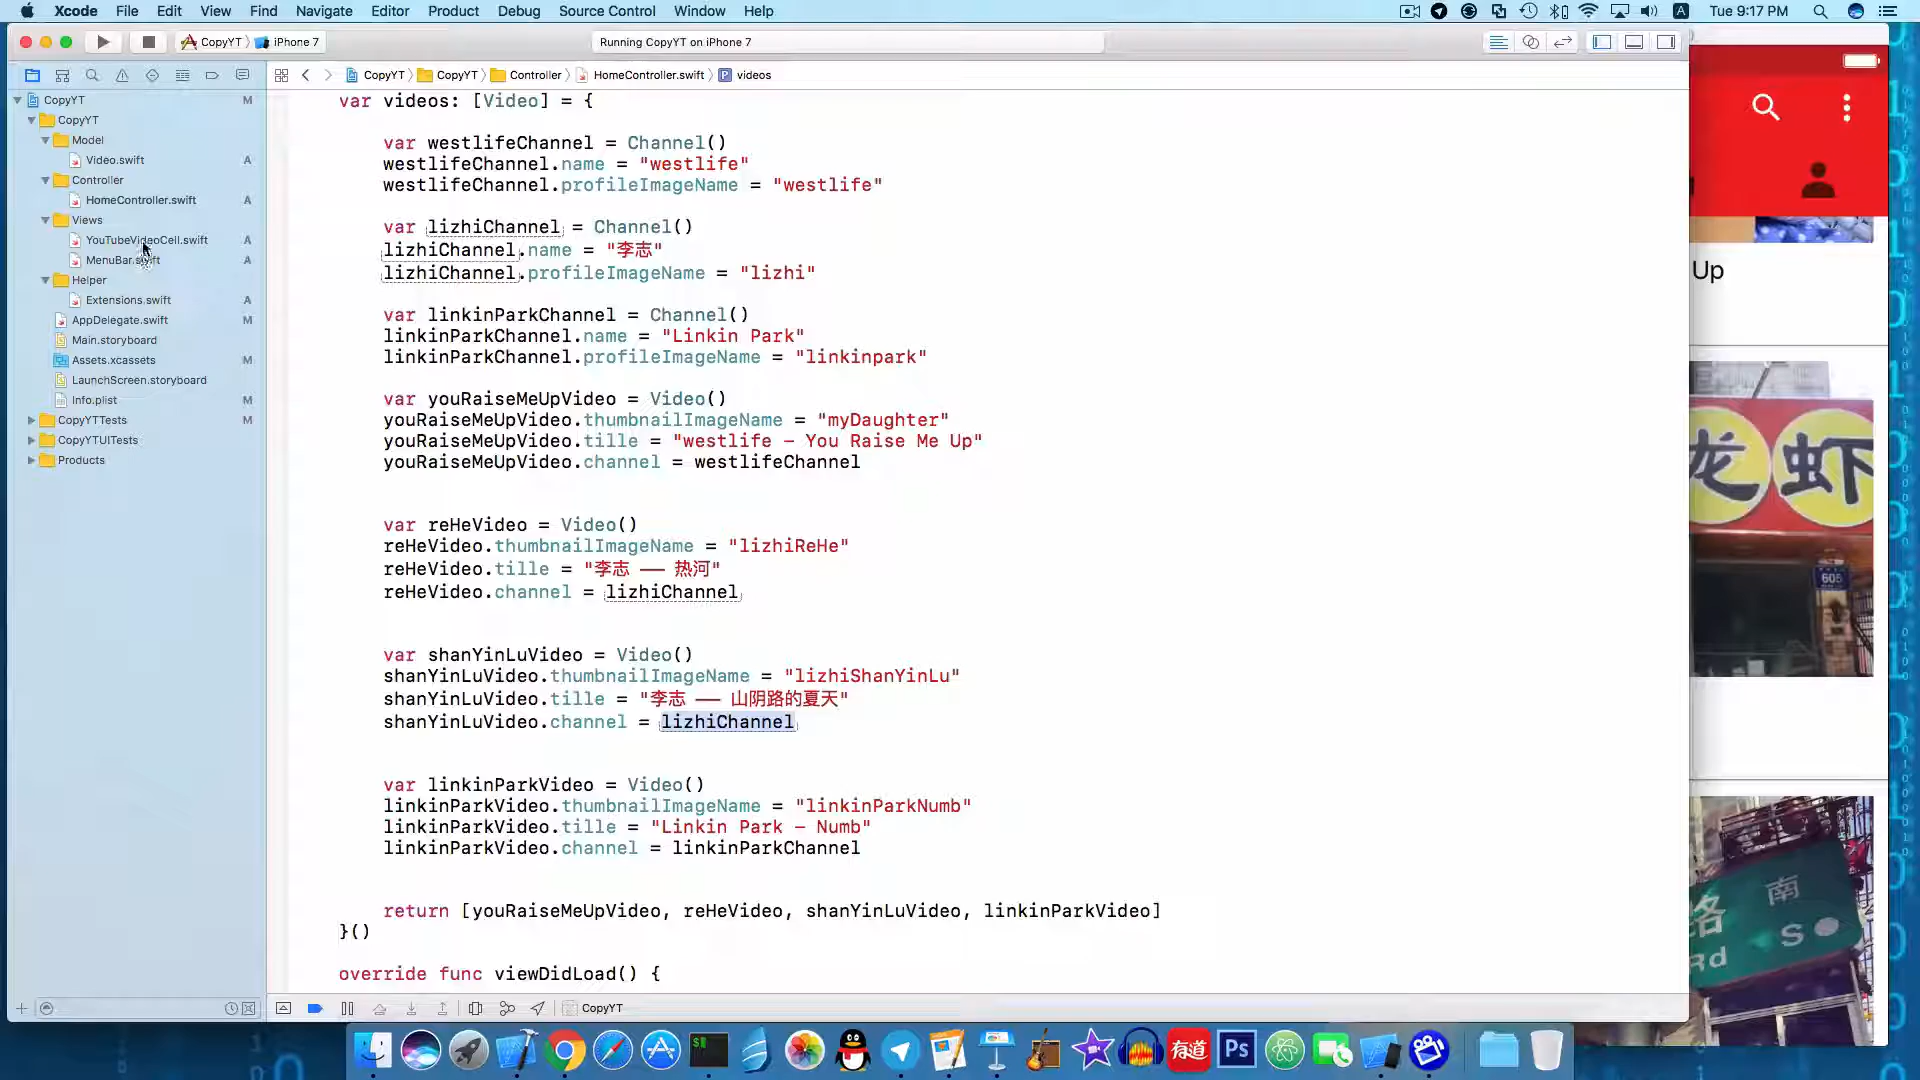 Xcode File Edit View Find Navigate Editor Product Debug Source Control Window Help
A Tue 9:17 PM
CopyYT iPhone 7
Running CopyYT on iPhone 7
CopyYT CopyYT Controller HomeController.swift P videos
CopyYT M
CopyYT
Model
Video.swift A
Controller
HomeController.swift A
Views
YouTubeVideoCell.swift A
MenuBar.swift A
Helper
Extensions.swift A
AppDelegate.swift M
Main.storyboard
Assets.xcassets M
LaunchScreen.storyboard
Info.plist M
CopyYTTests M
CopyYTUITests
Products
var videos: [Video] = {
var westlifeChannel = Channel()
westlifeChannel.name = "westlife"
westlifeChannel.profileImageName = "westlife"
var lizhiChannel = Channel()
lizhiChannel.name = "李志"
lizhiChannel.profileImageName = "lizhi"
var linkinParkChannel = Channel()
linkinParkChannel.name = "Linkin Park"
linkinParkChannel.profileImageName = "linkinpark"
var youRaiseMeUpVideo = Video()
youRaiseMeUpVideo.thumbnailImageName = "myDaughter"
youRaiseMeUpVideo.tille = "westlife – You Raise Me Up"
youRaiseMeUpVideo.channel = westlifeChannel
var reHeVideo = Video()
reHeVideo.thumbnailImageName = "lizhiReHe"
reHeVideo.tille = "李志 —— 热河"
reHeVideo.channel = lizhiChannel
var shanYinLuVideo = Video()
shanYinLuVideo.thumbnailImageName = "lizhiShanYinLu"
shanYinLuVideo.tille = "李志 —— 山阴路的夏天"
shanYinLuVideo.channel = lizhiChannel
var linkinParkVideo = Video()
linkinParkVideo.thumbnailImageName = "linkinParkNumb"
linkinParkVideo.tille = "Linkin Park – Numb"
linkinParkVideo.channel = linkinParkChannel
return [youRaiseMeUpVideo, reHeVideo, shanYinLuVideo, linkinParkVideo]
}()
override func viewDidLoad() {
CopyYT
Up
龙虾
605
南
路
S
Rd
有道
Ps